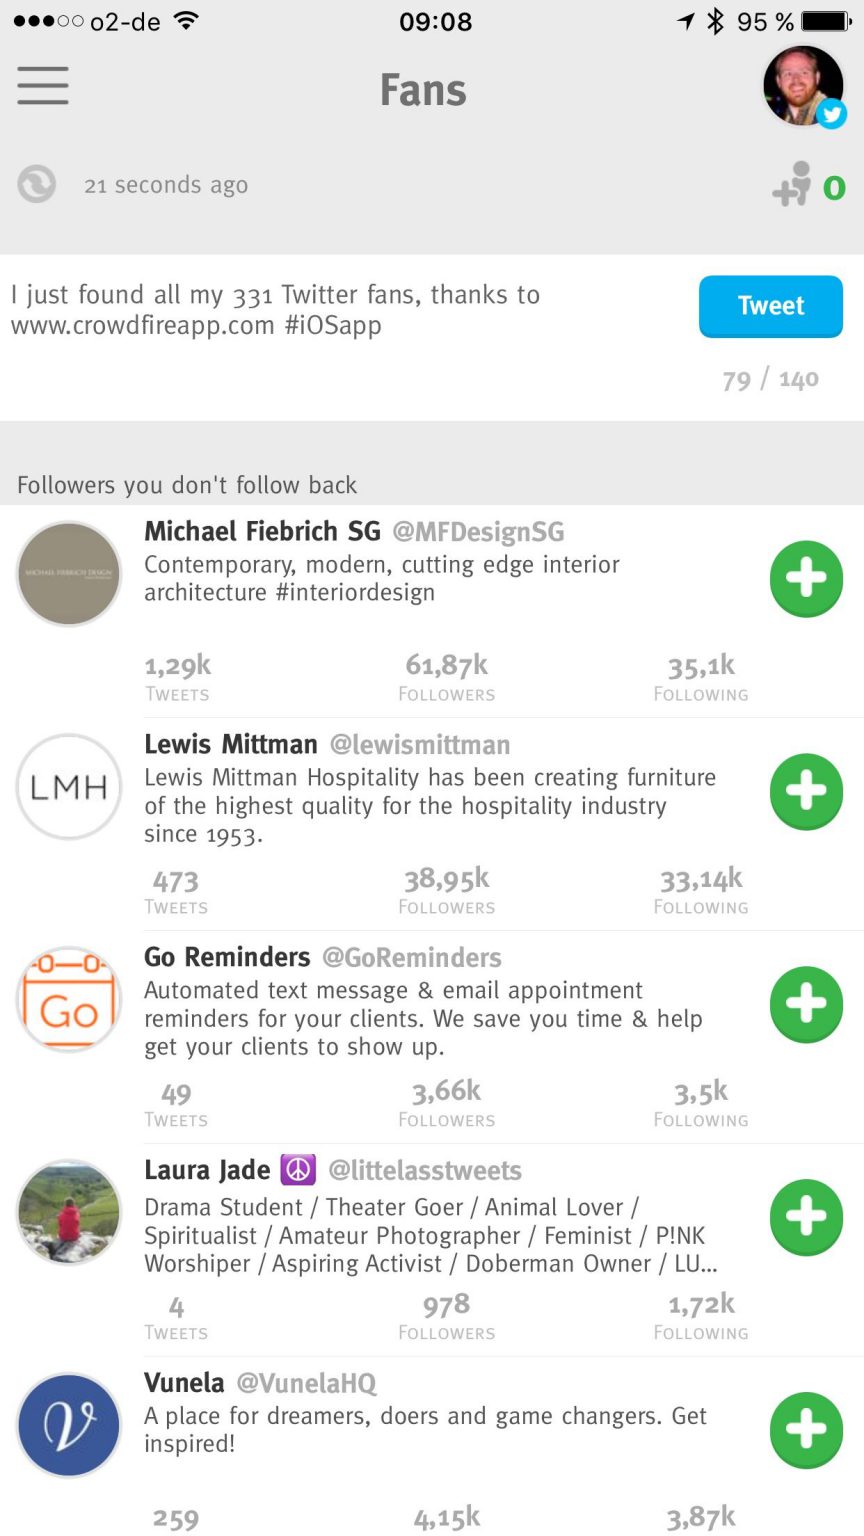 o2-de 09:08 95 %
Fans
21 seconds ago 0
I just found all my 331 Twitter fans, thanks to
www.crowdfireapp.com #iOSapp
Tweet
79 / 140
Followers you don't follow back
MICHAEL FIEBRICH DESIGN
Michael Fiebrich SG @MFDesignSG
Contemporary, modern, cutting edge interior
architecture #interiordesign
1,29k 61,87k 35,1k
Tweets Followers Following
LMH
Lewis Mittman @lewismittman
Lewis Mittman Hospitality has been creating furniture
of the highest quality for the hospitality industry
since 1953.
473 38,95k 33,14k
Tweets Followers Following
Go
Go Reminders @GoReminders
Automated text message & email appointment
reminders for your clients. We save you time & help
get your clients to show up.
49 3,66k 3,5k
Tweets Followers Following
Laura Jade ☮️ @littelasstweets
Drama Student / Theater Goer / Animal Lover /
Spiritualist / Amateur Photographer / Feminist / P!NK
Worshiper / Aspiring Activist / Doberman Owner / LU...
4 978 1,72k
Tweets Followers Following
V
Vunela @VunelaHQ
A place for dreamers, doers and game changers. Get
inspired!
259 4,15k 3,87k